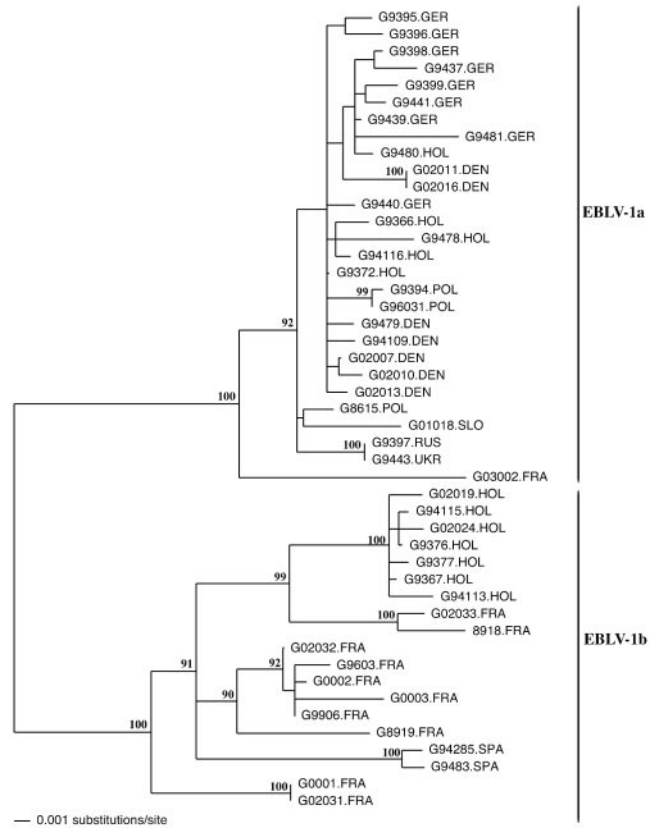 G9395.GER
G9396.GER
G9398.GER
G9437.GER
G9399.GER
G9441.GER
G9439.GER
G9481.GER
G9480.HOL
100
G02011.DEN
G02016.DEN
G9440.GER
EBLV-1a
G9366.HOL
G9478.HOL
G94116.HOL
G9372.HOL
99
G9394.POL
G96031.POL
92
G9479.DEN
G94109.DEN
G02007.DEN
G02010.DEN
G02013.DEN
100
G8615.POL
G01018.SLO
100
G9397.RUS
G9443.UKR
G03002.FRA
G02019.HOL
G94115.HOL
G02024.HOL
100
G9376.HOL
G9377.HOL
99
G9367.HOL
G94113.HOL
100
G02033.FRA
8918.FRA
EBLV-1b
G02032.FRA
91
92
G9603.FRA
G0002.FRA
90
G0003.FRA
G9906.FRA
100
G8919.FRA
100
G94285.SPA
G9483.SPA
100
G0001.FRA
G02031.FRA
0.001 substitutions/site